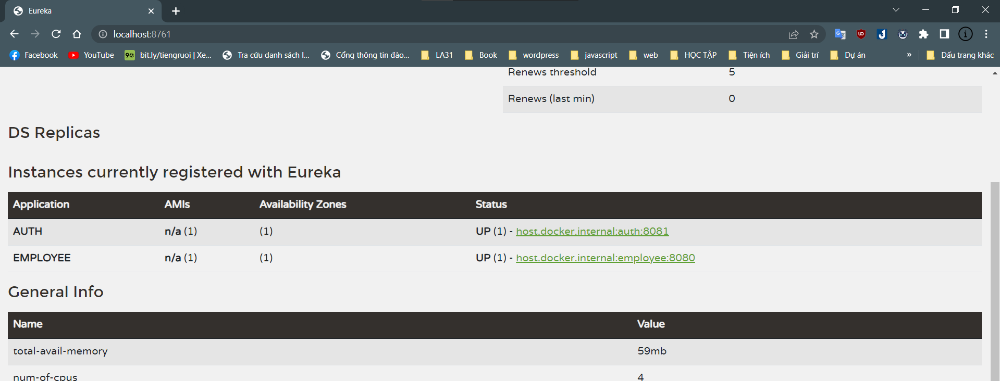 Eureka
localhost:8761
Facebook YouTube bit.ly/tiengruoi | Xe... Tra cứu danh sách l... Cổng thông tin đào... LA31 Book wordpress javascript web HỌC TẬP Tiện ích Giải trí Dự án » Dấu trang khác
Renews threshold 5
Renews (last min) 0
DS Replicas
Instances currently registered with Eureka
Application AMIs Availability Zones Status
AUTH n/a (1) (1) UP (1) - host.docker.internal:auth:8081
EMPLOYEE n/a (1) (1) UP (1) - host.docker.internal:employee:8080
General Info
Name Value
total-avail-memory 59mb
num-of-cpus 4